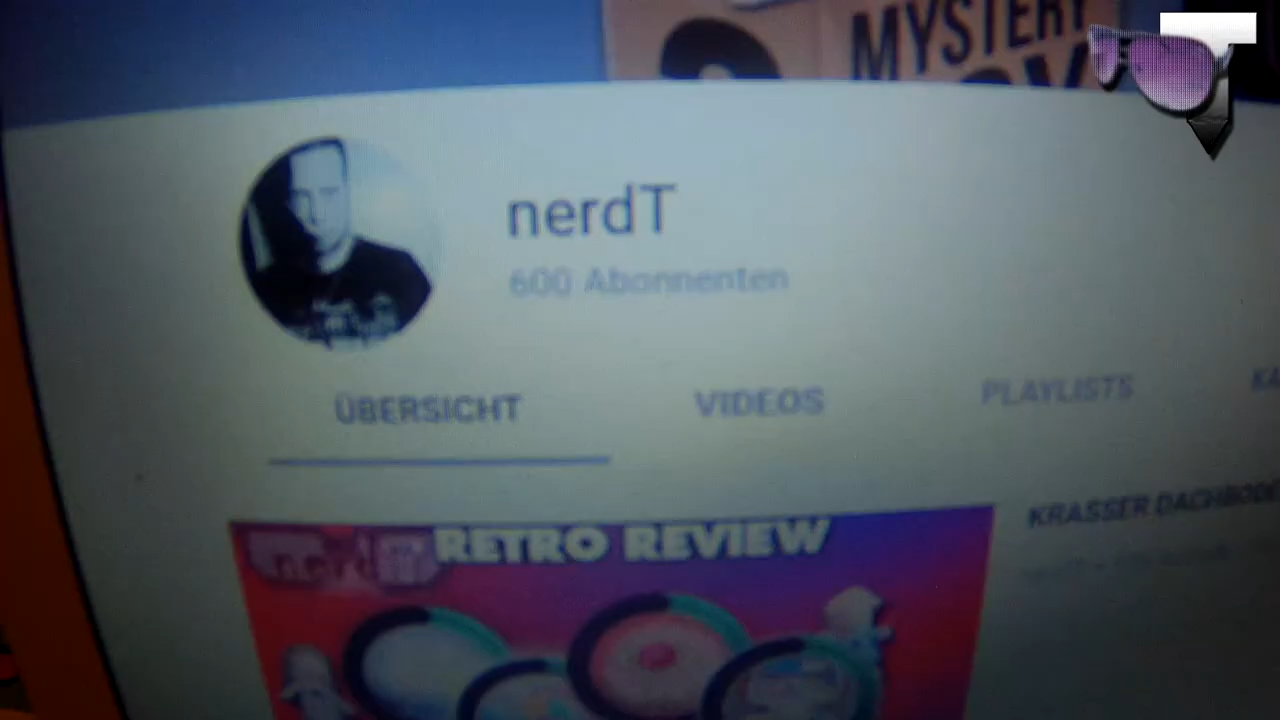 MYSTERY
nerdT
600 Abonnenten
ÜBERSICHT
VIDEOS
PLAYLISTS
RETRO REVIEW
KRASSER DACHBODE